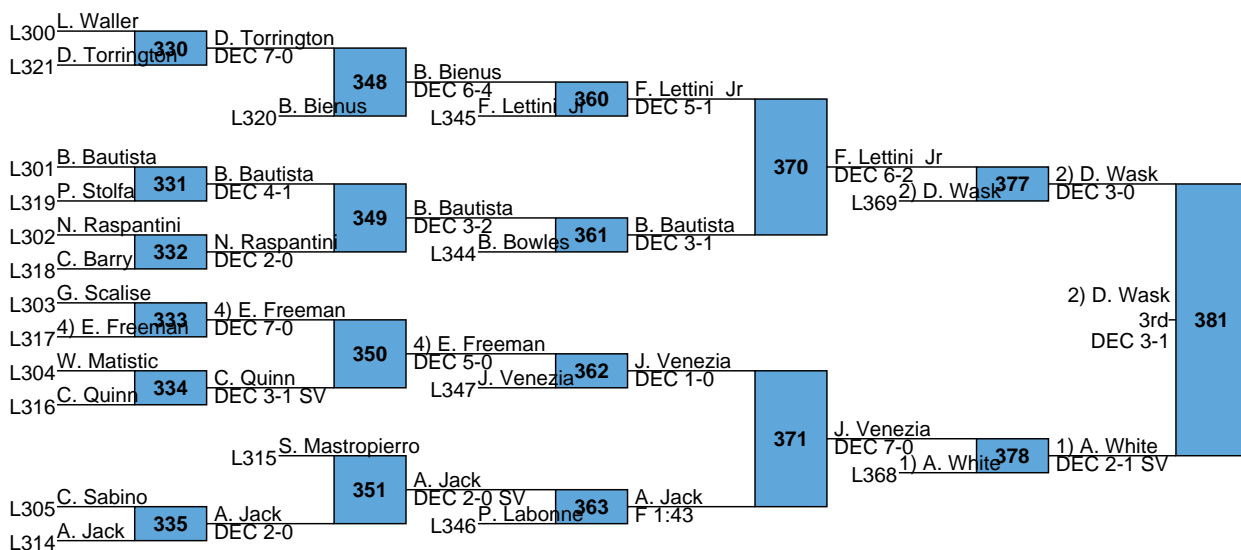 L300 L. Waller
330
D. Torrington
DEC 7-0
L321 D. Torrington
348
B. Bienus
DEC 6-4
L320 B. Bienus
360
F. Lettini Jr
DEC 5-1
L345 F. Lettini Jr
L301 B. Bautista
331
B. Bautista
DEC 4-1
L319 P. Stolfa
349
B. Bautista
DEC 3-2
L302 N. Raspantini
332
N. Raspantini
DEC 2-0
L318 C. Barry
L344 B. Bowles
361
B. Bautista
DEC 3-1
370
F. Lettini Jr
DEC 6-2
L369 2) D. Wask
377
2) D. Wask
DEC 3-0
L303 G. Scalise
333
4) E. Freeman
DEC 7-0
L317 4) E. Freeman
350
4) E. Freeman
DEC 5-0
L304 W. Matistic
334
C. Quinn
DEC 3-1 SV
L316 C. Quinn
L347 J. Venezia
362
J. Venezia
DEC 1-0
L315 S. Mastropierro
351
A. Jack
DEC 2-0 SV
L305 C. Sabino
335
A. Jack
DEC 2-0
L314 A. Jack
L346 P. Labonne
363
A. Jack
F 1:43
371
J. Venezia
DEC 7-0
L368 1) A. White
378
1) A. White
DEC 2-1 SV
2) D. Wask
3rd
DEC 3-1
381